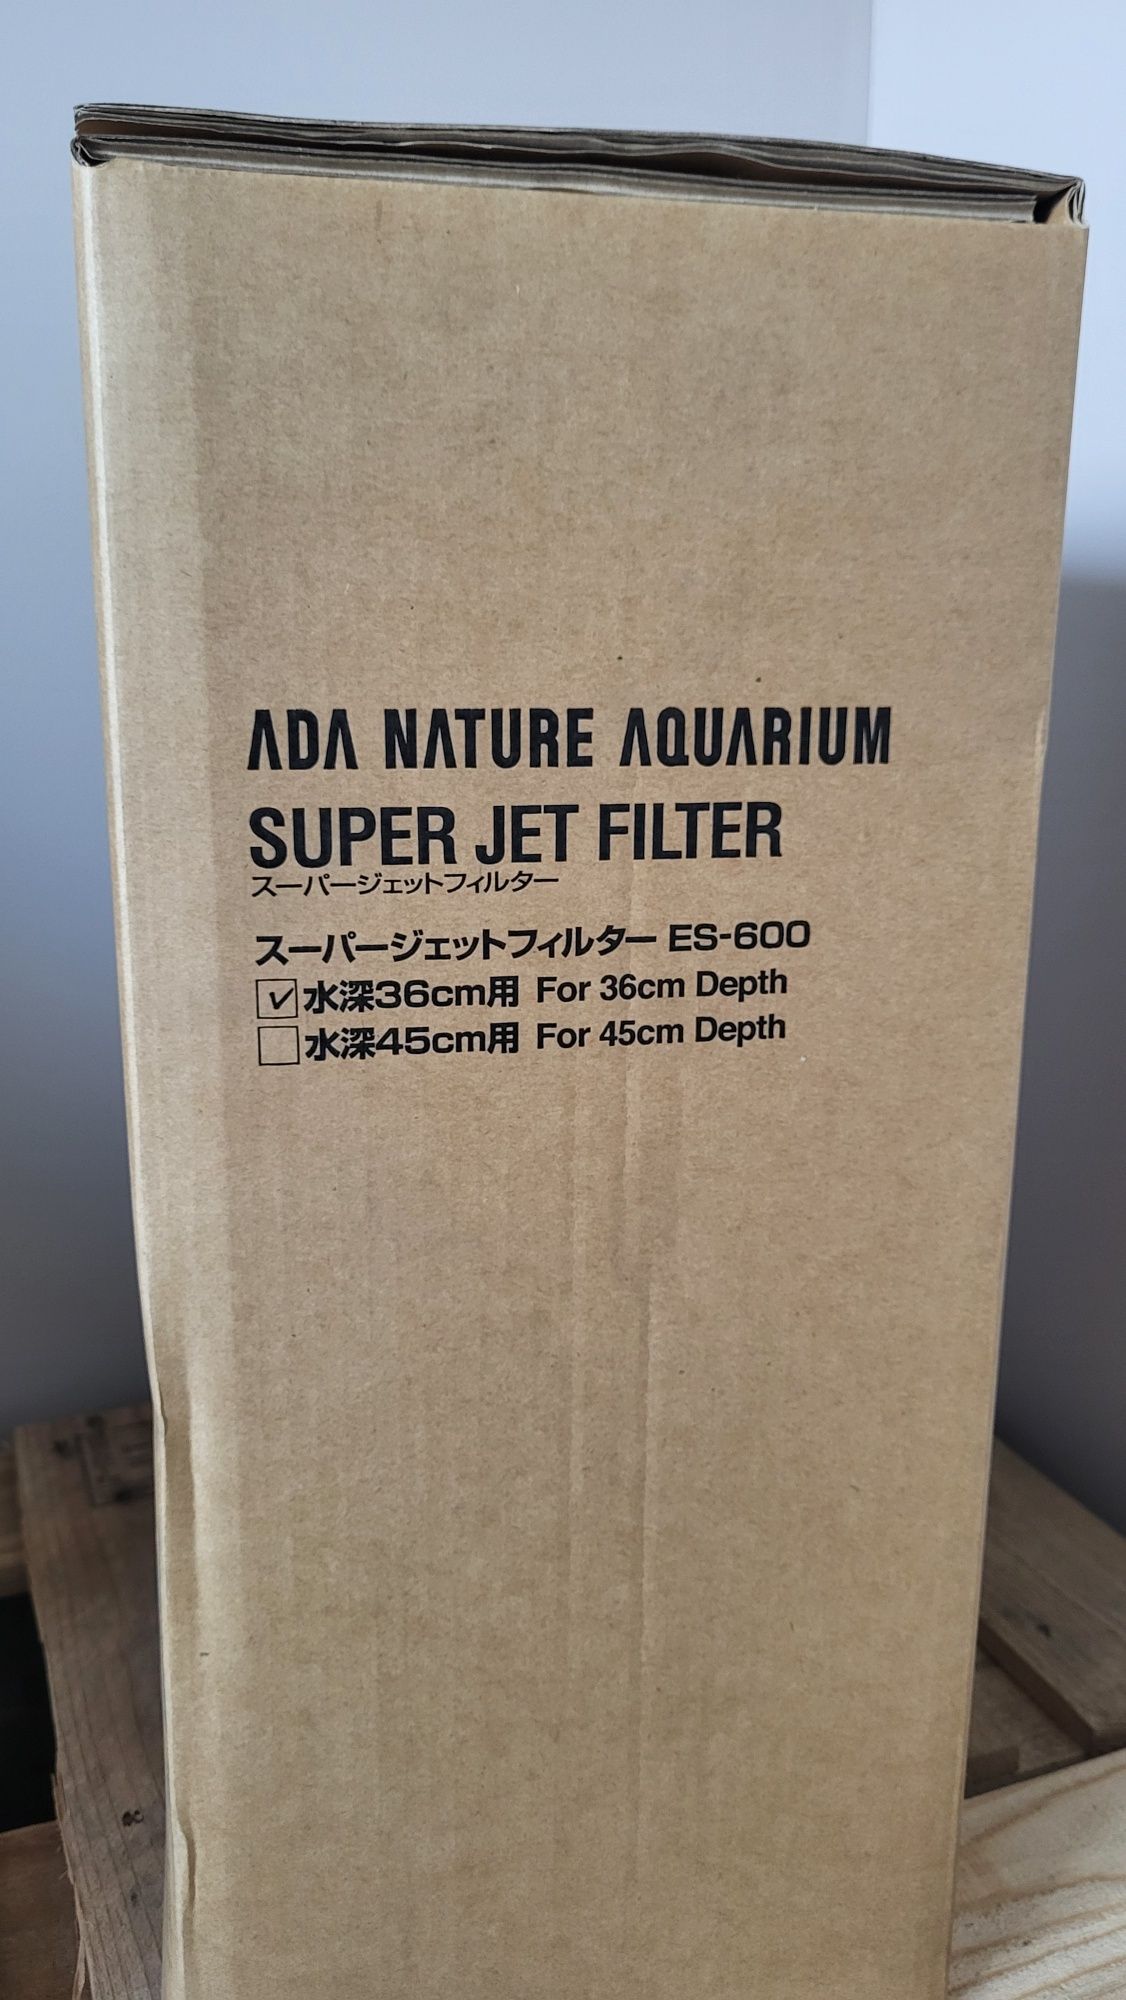 ADA NATURE AQUARIUM
SUPER JET FILTER
スーパージェットフィルター
スーパージェットフィルター ES-600
水深36cm用 For 36cm Depth
水深45cm用 For 45cm Depth